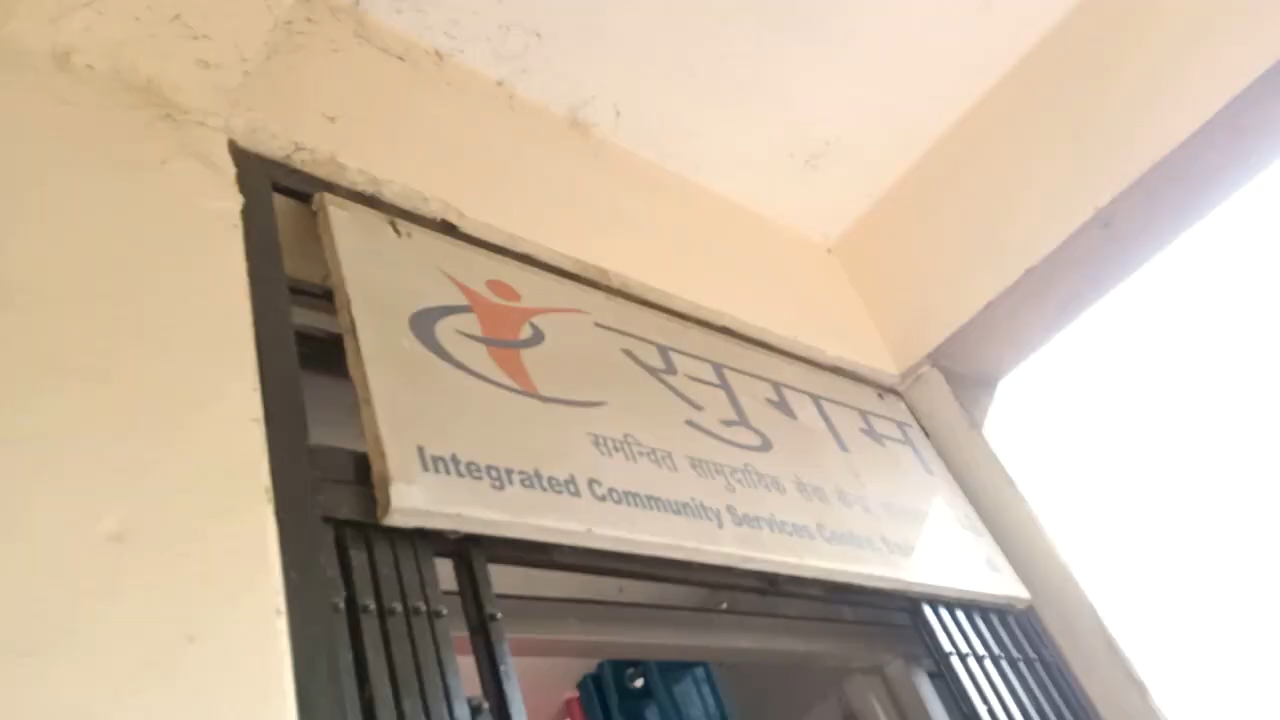 सुगम
समन्वित सामुदायिक सेवा केन्द्र
Integrated Community Services Centre,